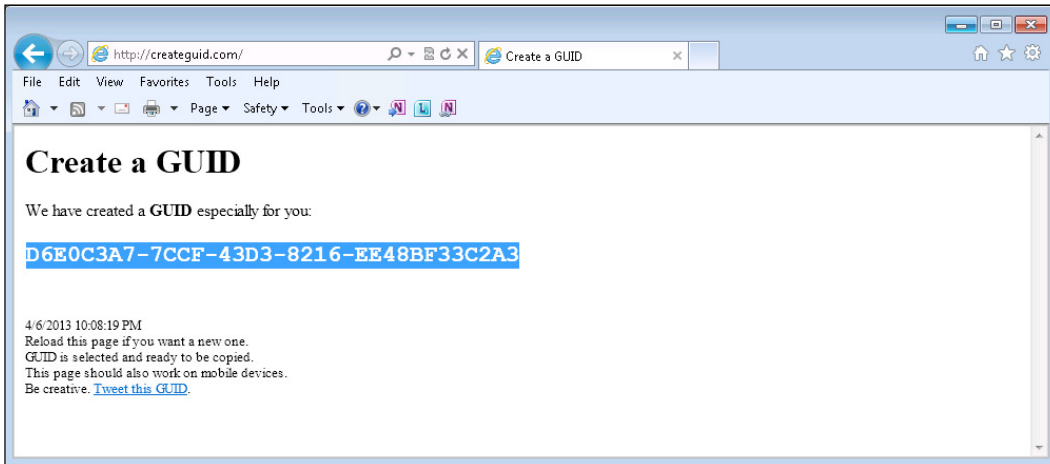 http://createguid.com/
Create a GUID
File Edit View Favorites Tools Help
Page Safety Tools
Create a GUID
We have created a GUID especially for you:
D6E0C3A7-7CCF-43D3-8216-EE48BF33C2A3
4/6/2013 10:08:19 PM
Reload this page if you want a new one.
GUID is selected and ready to be copied.
This page should also work on mobile devices.
Be creative. Tweet this GUID.